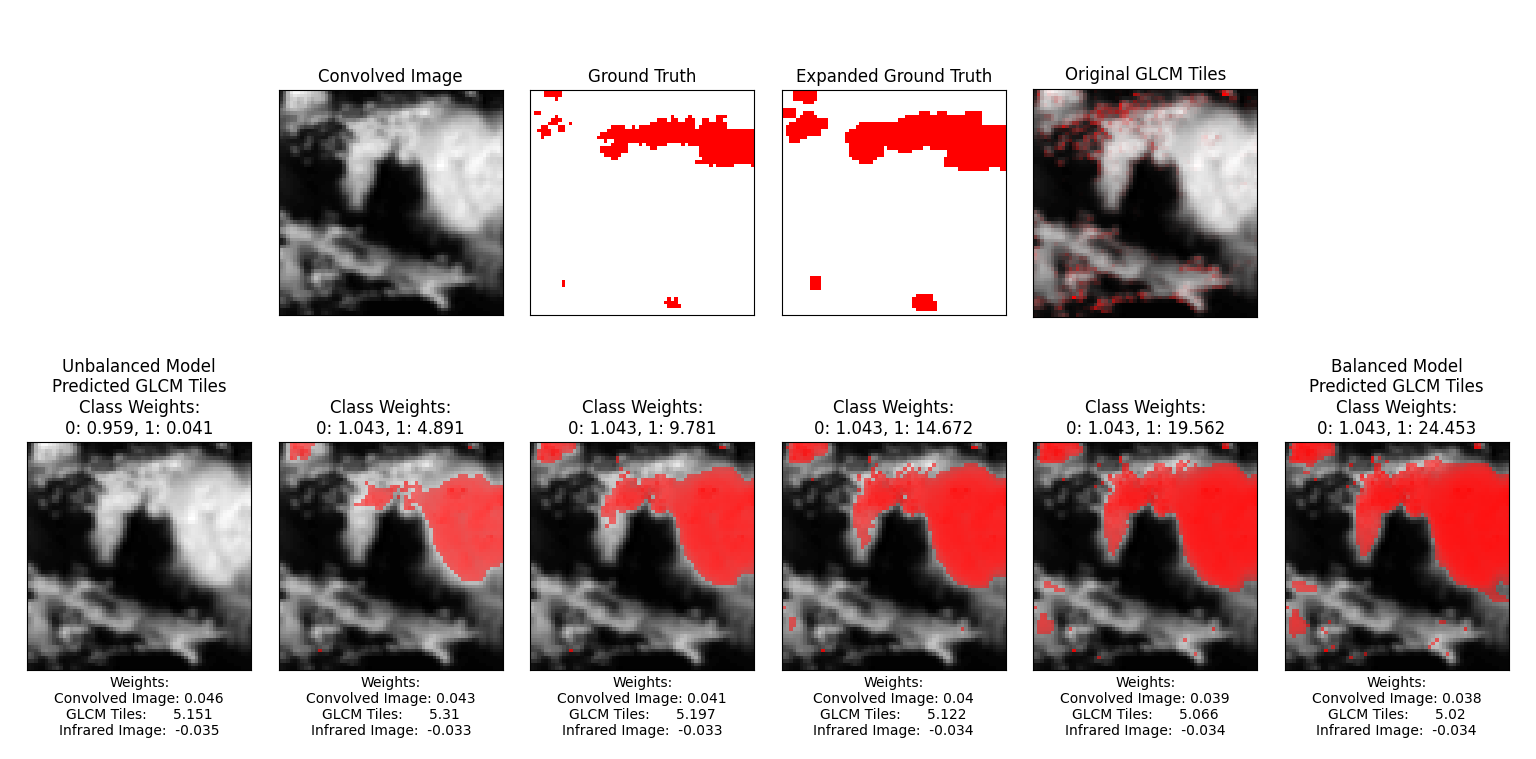 Convolved Image
Ground Truth
Expanded Ground Truth
Original GLCM Tiles
Unbalanced Model
Predicted GLCM Tiles
Class Weights:
0: 0.959, 1: 0.041
Class Weights:
0: 1.043, 1: 4.891
Class Weights:
0: 1.043, 1: 9.781
Class Weights:
0: 1.043, 1: 14.672
Class Weights:
0: 1.043, 1: 19.562
Balanced Model
Predicted GLCM Tiles
Class Weights:
0: 1.043, 1: 24.453
Weights:
Convolved Image: 0.046
GLCM Tiles: 5.151
Infrared Image: -0.035
Weights:
Convolved Image: 0.043
GLCM Tiles: 5.31
Infrared Image: -0.033
Weights:
Convolved Image: 0.041
GLCM Tiles: 5.197
Infrared Image: -0.033
Weights:
Convolved Image: 0.04
GLCM Tiles: 5.122
Infrared Image: -0.034
Weights:
Convolved Image: 0.039
GLCM Tiles: 5.066
Infrared Image: -0.034
Weights:
Convolved Image: 0.038
GLCM Tiles: 5.02
Infrared Image: -0.034